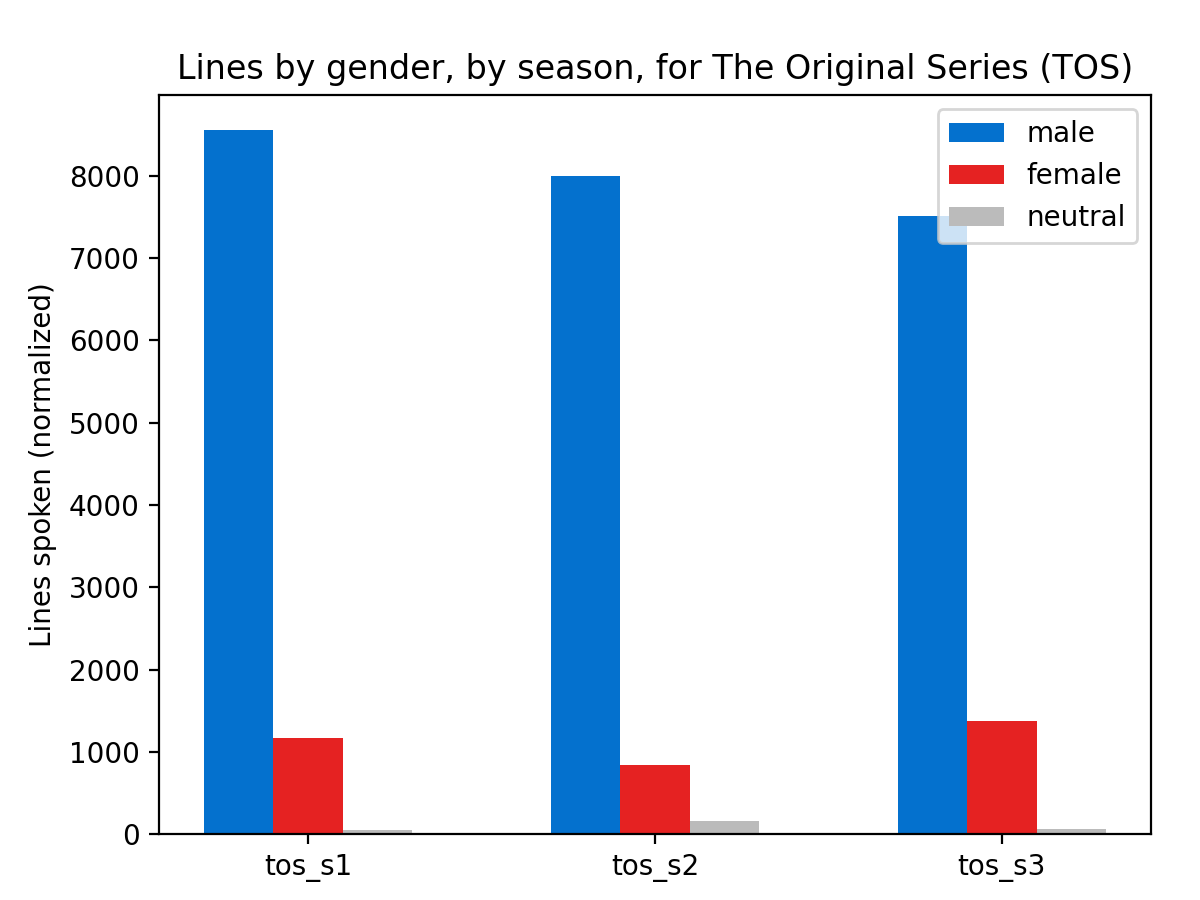 Lines by gender, by season, for The Original Series (TOS)
male
female
neutral
Lines spoken (normalized)
8000
7000
6000
5000
4000
3000
2000
1000
0
tos_s1
tos_s2
tos_s3